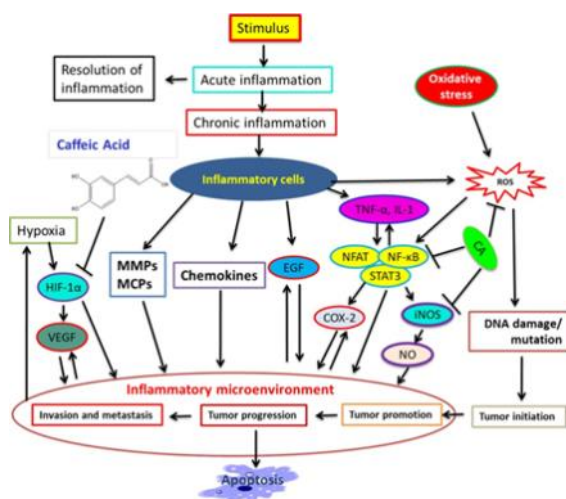 Stimulus
Resolution of
inflammation
Acute inflammation
Oxidative
stress
Chronic inflammation
Caffeic Acid
Inflammatory cells
ROS
TNF-α, IL-1
Hypoxia
MMPs
MCPs
Chemokines
EGF
NFAT
NF-κB
STAT3
CA
HIF-1α
COX-2
iNOS
VEGF
NO
DNA damage/
mutation
Inflammatory microenvironment
Invasion and metastasis
Tumor progression
Tumor promotion
Tumor initiation
Apoptosis